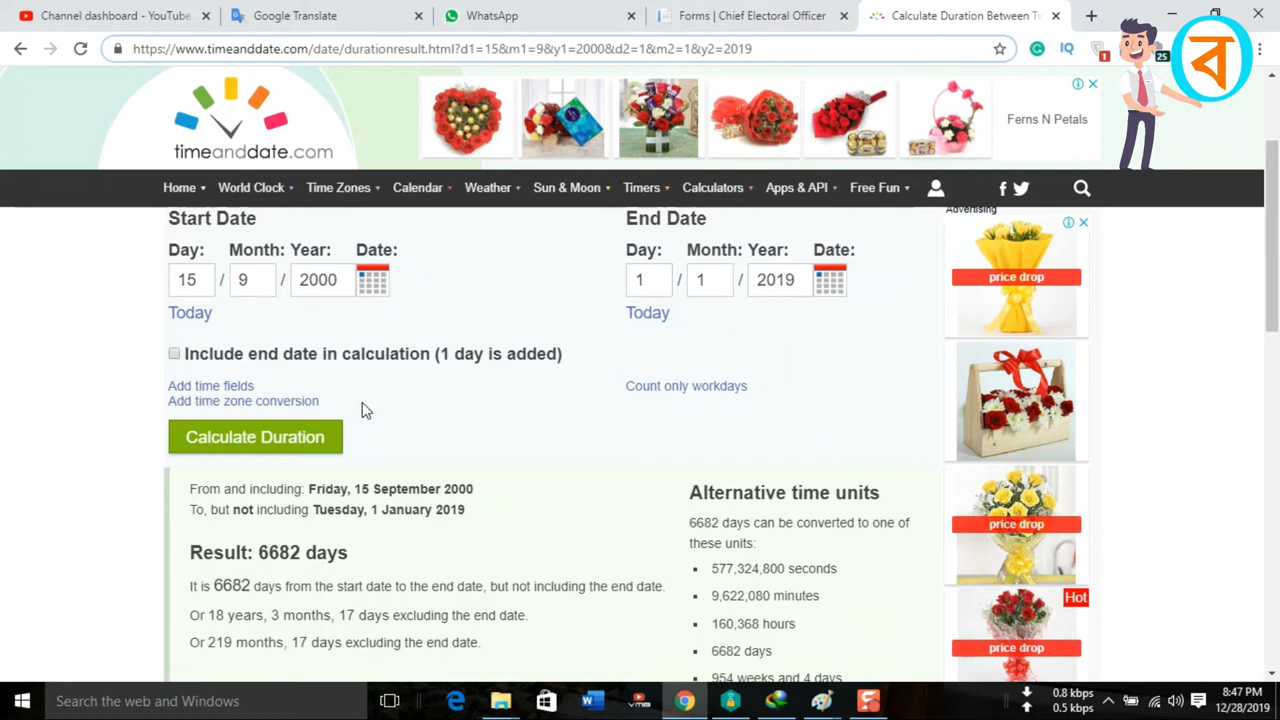 Channel dashboard - YouTube
Google Translate
WhatsApp
Forms | Chief Electoral Officer
Calculate Duration Between Tw
https://www.timeanddate.com/date/durationresult.html?d1=15&m1=9&y1=2000&d2=1&m2=1&y2=2019
IQ
1
25
ব
timeanddate.com
Ferns N Petals
Home
World Clock
Time Zones
Calendar
Weather
Sun & Moon
Timers
Calculators
Apps & API
Free Fun
Advertising
Start Date
End Date
Day: Month: Year: Date:
Day: Month: Year: Date:
15 / 9 / 2000
1 / 1 / 2019
Today
Today
Include end date in calculation (1 day is added)
Add time fields
Count only workdays
Add time zone conversion
Calculate Duration
From and including: Friday, 15 September 2000
To, but not including Tuesday, 1 January 2019
Result: 6682 days
It is 6682 days from the start date to the end date, but not including the end date.
Or 18 years, 3 months, 17 days excluding the end date.
Or 219 months, 17 days excluding the end date.
Alternative time units
6682 days can be converted to one of
these units:
577,324,800 seconds
9,622,080 minutes
160,368 hours
6682 days
954 weeks and 4 days
price drop
price drop
Hot
price drop
Search the web and Windows
0.8 kbps
0.5 kbps
8:47 PM
12/28/2019